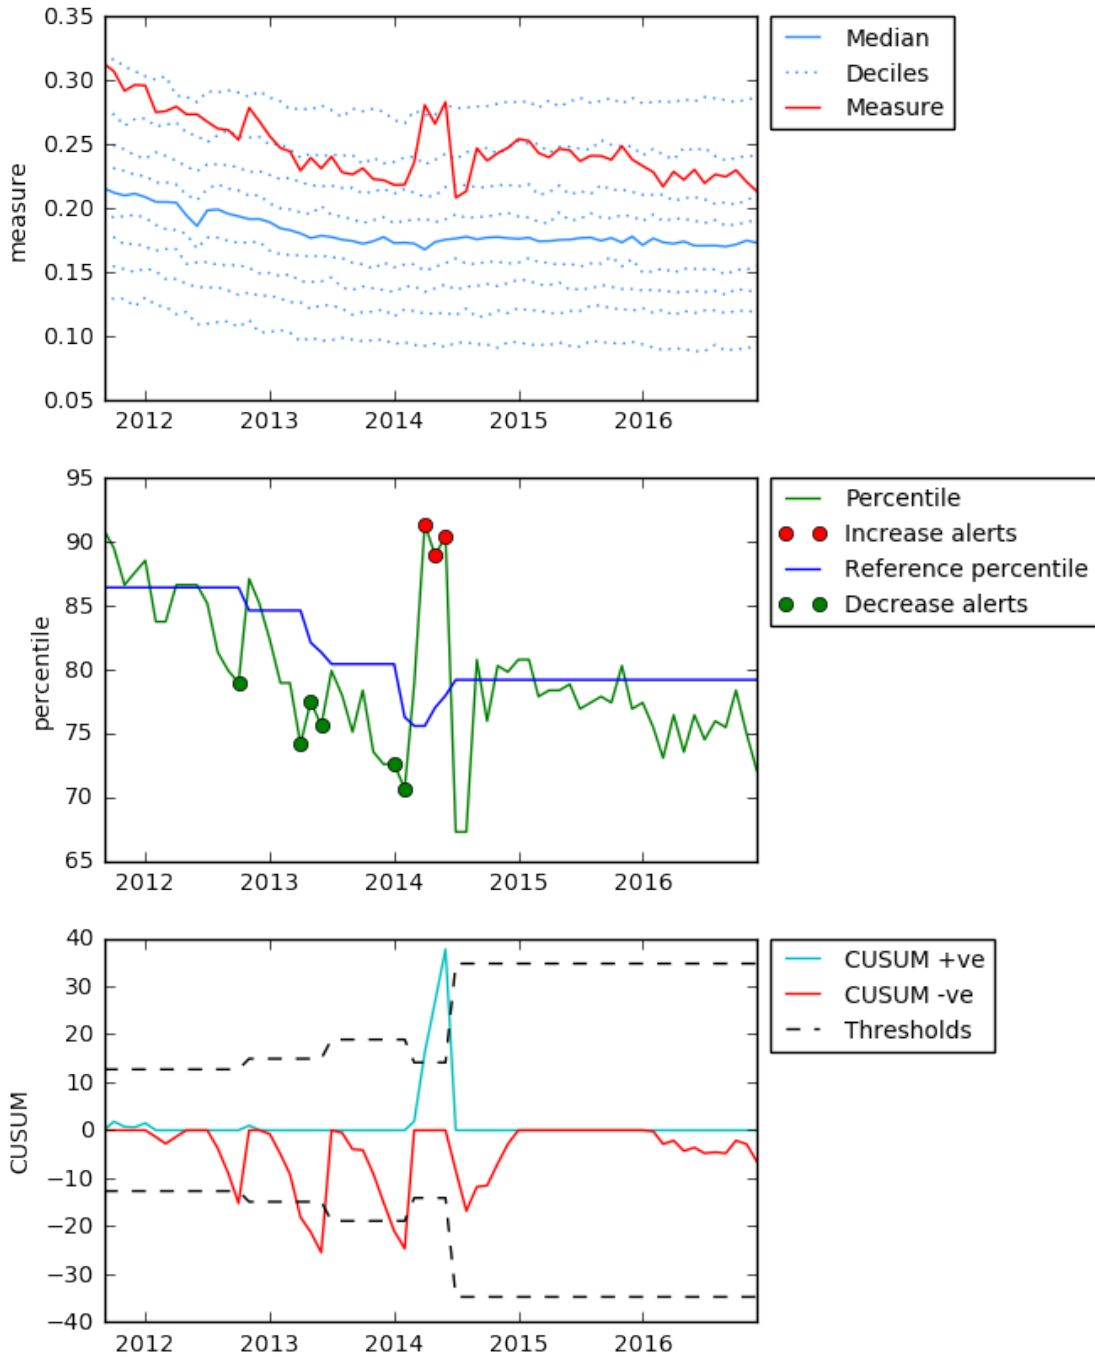 0.35
0.30
0.25
0.20
0.15
0.10
0.05
measure
2012 2013 2014 2015 2016
Median
Deciles
Measure
95
90
85
80
75
70
65
percentile
2012 2013 2014 2015 2016
Percentile
Increase alerts
Reference percentile
Decrease alerts
40
30
20
10
0
−10
−20
−30
−40
CUSUM
2012 2013 2014 2015 2016
CUSUM +ve
CUSUM -ve
Thresholds